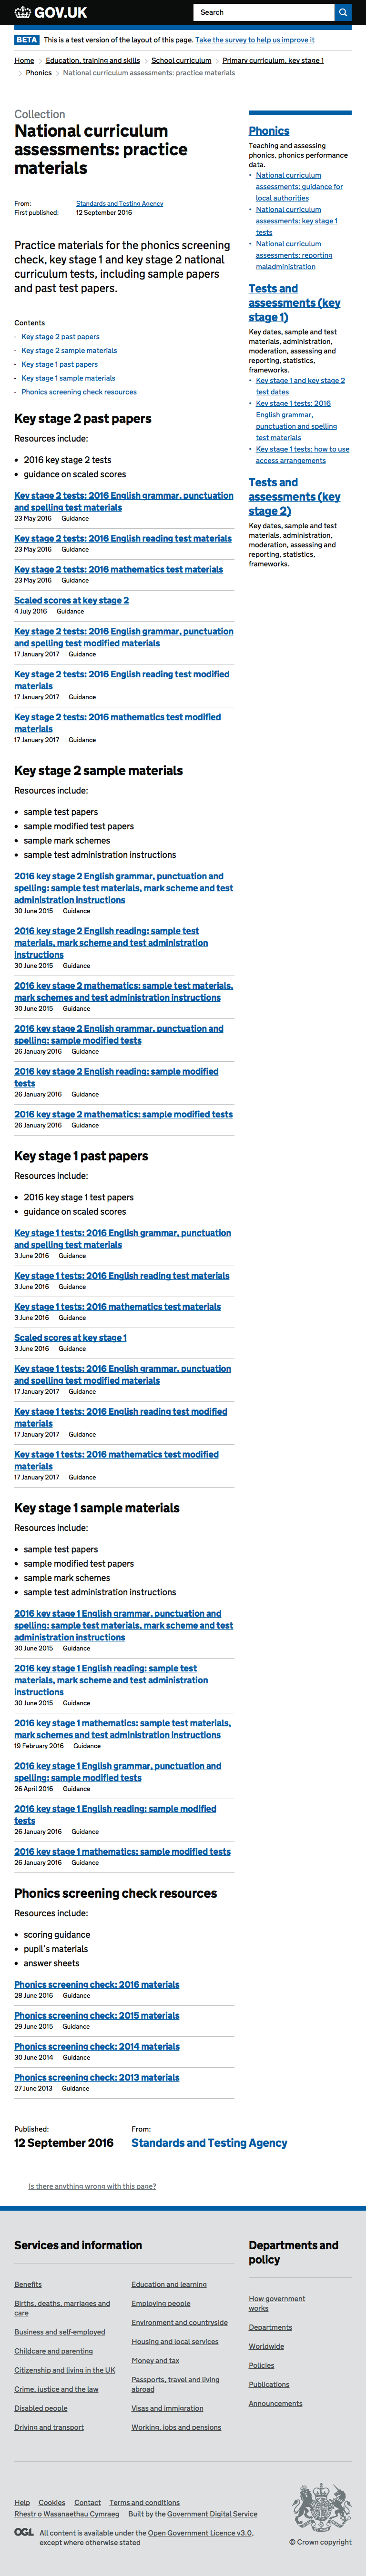 GOV.UK
Search
BETA This is a test version of the layout of this page. Take the survey to help us improve it
Home Education, training and skills School curriculum Primary curriculum, key stage 1
Phonics National curriculum assessments: practice materials
Collection
National curriculum
assessments: practice
materials
From: Standards and Testing Agency
First published: 12 September 2016
Practice materials for the phonics screening
check, key stage 1 and key stage 2 national
curriculum tests, including sample papers
and past test papers.
Contents
- Key stage 2 past papers
- Key stage 2 sample materials
- Key stage 1 past papers
- Key stage 1 sample materials
- Phonics screening check resources
Key stage 2 past papers
Resources include:
• 2016 key stage 2 tests
• guidance on scaled scores
Key stage 2 tests: 2016 English grammar, punctuation
and spelling test materials
23 May 2016 Guidance
Key stage 2 tests: 2016 English reading test materials
23 May 2016 Guidance
Key stage 2 tests: 2016 mathematics test materials
23 May 2016 Guidance
Scaled scores at key stage 2
4 July 2016 Guidance
Key stage 2 tests: 2016 English grammar, punctuation
and spelling test modified materials
17 January 2017 Guidance
Key stage 2 tests: 2016 English reading test modified
materials
17 January 2017 Guidance
Key stage 2 tests: 2016 mathematics test modified
materials
17 January 2017 Guidance
Key stage 2 sample materials
Resources include:
• sample test papers
• sample modified test papers
• sample mark schemes
• sample test administration instructions
2016 key stage 2 English grammar, punctuation and
spelling: sample test materials, mark scheme and test
administration instructions
30 June 2015 Guidance
2016 key stage 2 English reading: sample test
materials, mark scheme and test administration
instructions
30 June 2015 Guidance
2016 key stage 2 mathematics: sample test materials,
mark schemes and test administration instructions
30 June 2015 Guidance
2016 key stage 2 English grammar, punctuation and
spelling: sample modified tests
26 January 2016 Guidance
2016 key stage 2 English reading: sample modified
tests
26 January 2016 Guidance
2016 key stage 2 mathematics: sample modified tests
26 January 2016 Guidance
Key stage 1 past papers
Resources include:
• 2016 key stage 1 test papers
• guidance on scaled scores
Key stage 1 tests: 2016 English grammar, punctuation
and spelling test materials
3 June 2016 Guidance
Key stage 1 tests: 2016 English reading test materials
3 June 2016 Guidance
Key stage 1 tests: 2016 mathematics test materials
3 June 2016 Guidance
Scaled scores at key stage 1
3 June 2016 Guidance
Key stage 1 tests: 2016 English grammar, punctuation
and spelling test modified materials
17 January 2017 Guidance
Key stage 1 tests: 2016 English reading test modified
materials
17 January 2017 Guidance
Key stage 1 tests: 2016 mathematics test modified
materials
17 January 2017 Guidance
Key stage 1 sample materials
Resources include:
• sample test papers
• sample modified test papers
• sample mark schemes
• sample test administration instructions
2016 key stage 1 English grammar, punctuation and
spelling: sample test materials, mark scheme and test
administration instructions
30 June 2015 Guidance
2016 key stage 1 English reading: sample test
materials, mark scheme and test administration
instructions
30 June 2015 Guidance
2016 key stage 1 mathematics: sample test materials,
mark schemes and test administration instructions
19 February 2016 Guidance
2016 key stage 1 English grammar, punctuation and
spelling: sample modified tests
26 April 2016 Guidance
2016 key stage 1 English reading: sample modified
tests
26 January 2016 Guidance
2016 key stage 1 mathematics: sample modified tests
26 January 2016 Guidance
Phonics screening check resources
Resources include:
• scoring guidance
• pupil's materials
• answer sheets
Phonics screening check: 2016 materials
28 June 2016 Guidance
Phonics screening check: 2015 materials
29 June 2015 Guidance
Phonics screening check: 2014 materials
30 June 2014 Guidance
Phonics screening check: 2013 materials
27 June 2013 Guidance
Phonics
Teaching and assessing
phonics, phonics performance
data.
• National curriculum
assessments: guidance for
local authorities
• National curriculum
assessments: key stage 1
tests
• National curriculum
assessments: reporting
maladministration
Tests and
assessments (key
stage 1)
Key dates, sample and test
materials, administration,
moderation, assessing and
reporting, statistics,
frameworks.
• Key stage 1 and key stage 2
test dates
• Key stage 1 tests: 2016
English grammar,
punctuation and spelling
test materials
• Key stage 1 tests: how to use
access arrangements
Tests and
assessments (key
stage 2)
Key dates, sample and test
materials, administration,
moderation, assessing and
reporting, statistics,
frameworks.
Published: From:
12 September 2016 Standards and Testing Agency
Is there anything wrong with this page?
Services and information
Benefits
Births, deaths, marriages and
care
Business and self-employed
Childcare and parenting
Citizenship and living in the UK
Crime, justice and the law
Disabled people
Driving and transport
Education and learning
Employing people
Environment and countryside
Housing and local services
Money and tax
Passports, travel and living
abroad
Visas and immigration
Working, jobs and pensions
Departments and
policy
How government
works
Departments
Worldwide
Policies
Publications
Announcements
Help Cookies Contact Terms and conditions
Rhestr o Wasanaethau Cymraeg Built by the Government Digital Service
OGL All content is available under the Open Government Licence v3.0,
except where otherwise stated
© Crown copyright